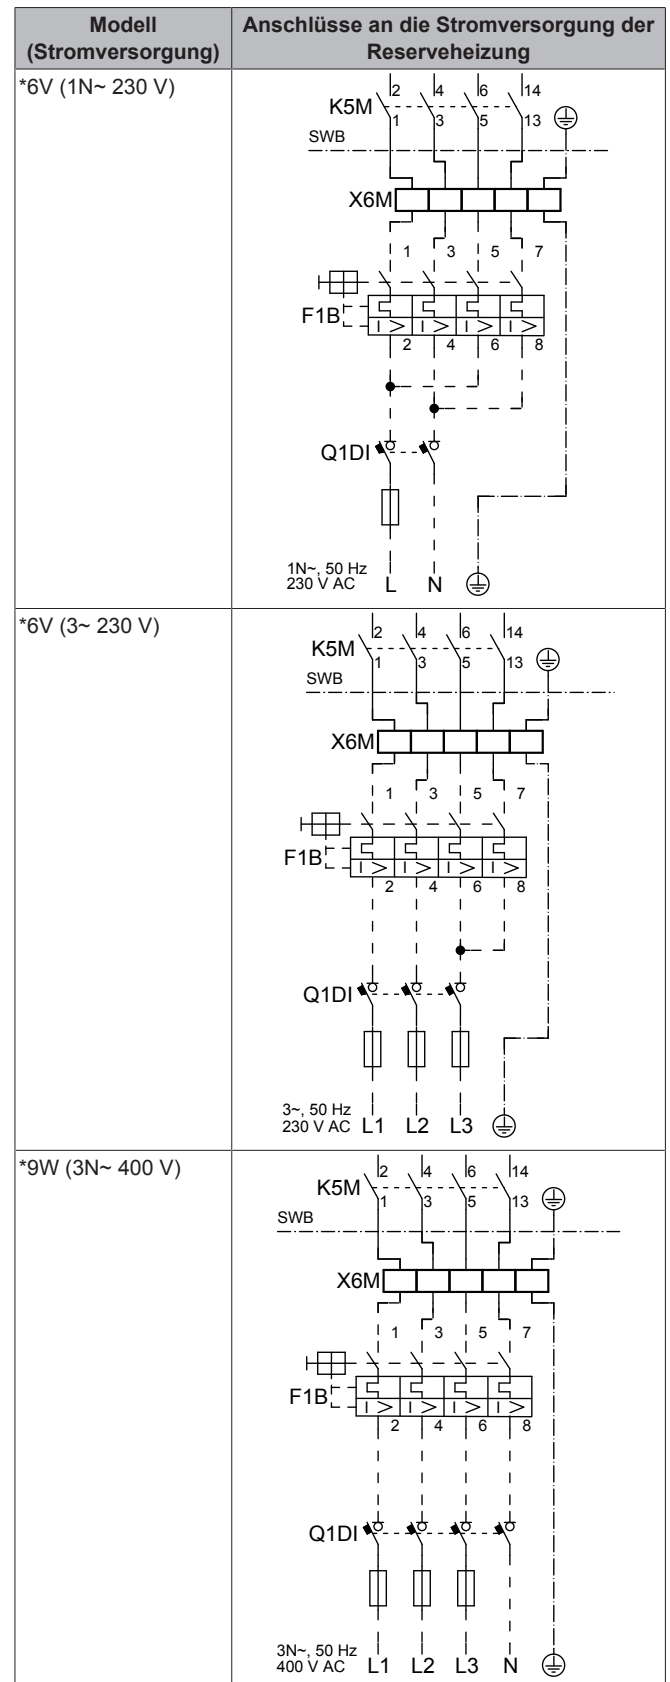 Modell
(Stromversorgung)
Anschlüsse an die Stromversorgung der
Reserveheizung
*6V (1N~ 230 V)
2 4 6 14
K5M
1 3 5 13
SWB
X6M
1 3 5 7
F1B
I > I > I > I >
2 4 6 8
Q1DI
1N~, 50 Hz
230 V AC
L N
*6V (3~ 230 V)
2 4 6 14
K5M
1 3 5 13
SWB
X6M
1 3 5 7
F1B
I > I > I > I >
2 4 6 8
Q1DI
3~, 50 Hz
230 V AC
L1 L2 L3
*9W (3N~ 400 V)
2 4 6 14
K5M
1 3 5 13
SWB
X6M
1 3 5 7
F1B
I > I > I > I >
2 4 6 8
Q1DI
3N~, 50 Hz
400 V AC
L1 L2 L3 N